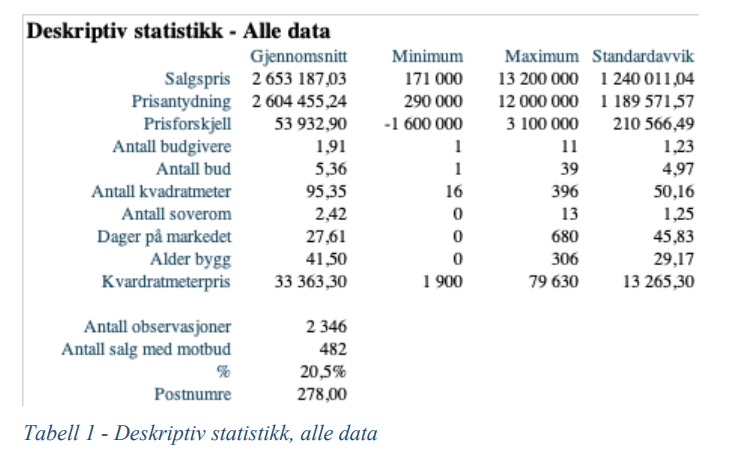 Deskriptiv statistikk - Alle data
Gjennomsnitt Minimum Maximum Standardavvik
Salgspris 2 653 187,03 171 000 13 200 000 1 240 011,04
Prisantydning 2 604 455,24 290 000 12 000 000 1 189 571,57
Prisforskjell 53 932,90 -1 600 000 3 100 000 210 566,49
Antall budgivere 1,91 1 11 1,23
Antall bud 5,36 1 39 4,97
Antall kvadratmeter 95,35 16 396 50,16
Antall soverom 2,42 0 13 1,25
Dager på markedet 27,61 0 680 45,83
Alder bygg 41,50 0 306 29,17
Kvardratmeterpris 33 363,30 1 900 79 630 13 265,30
Antall observasjoner 2 346
Antall salg med motbud 482
% 20,5%
Postnumre 278,00
Tabell 1 - Deskriptiv statistikk, alle data